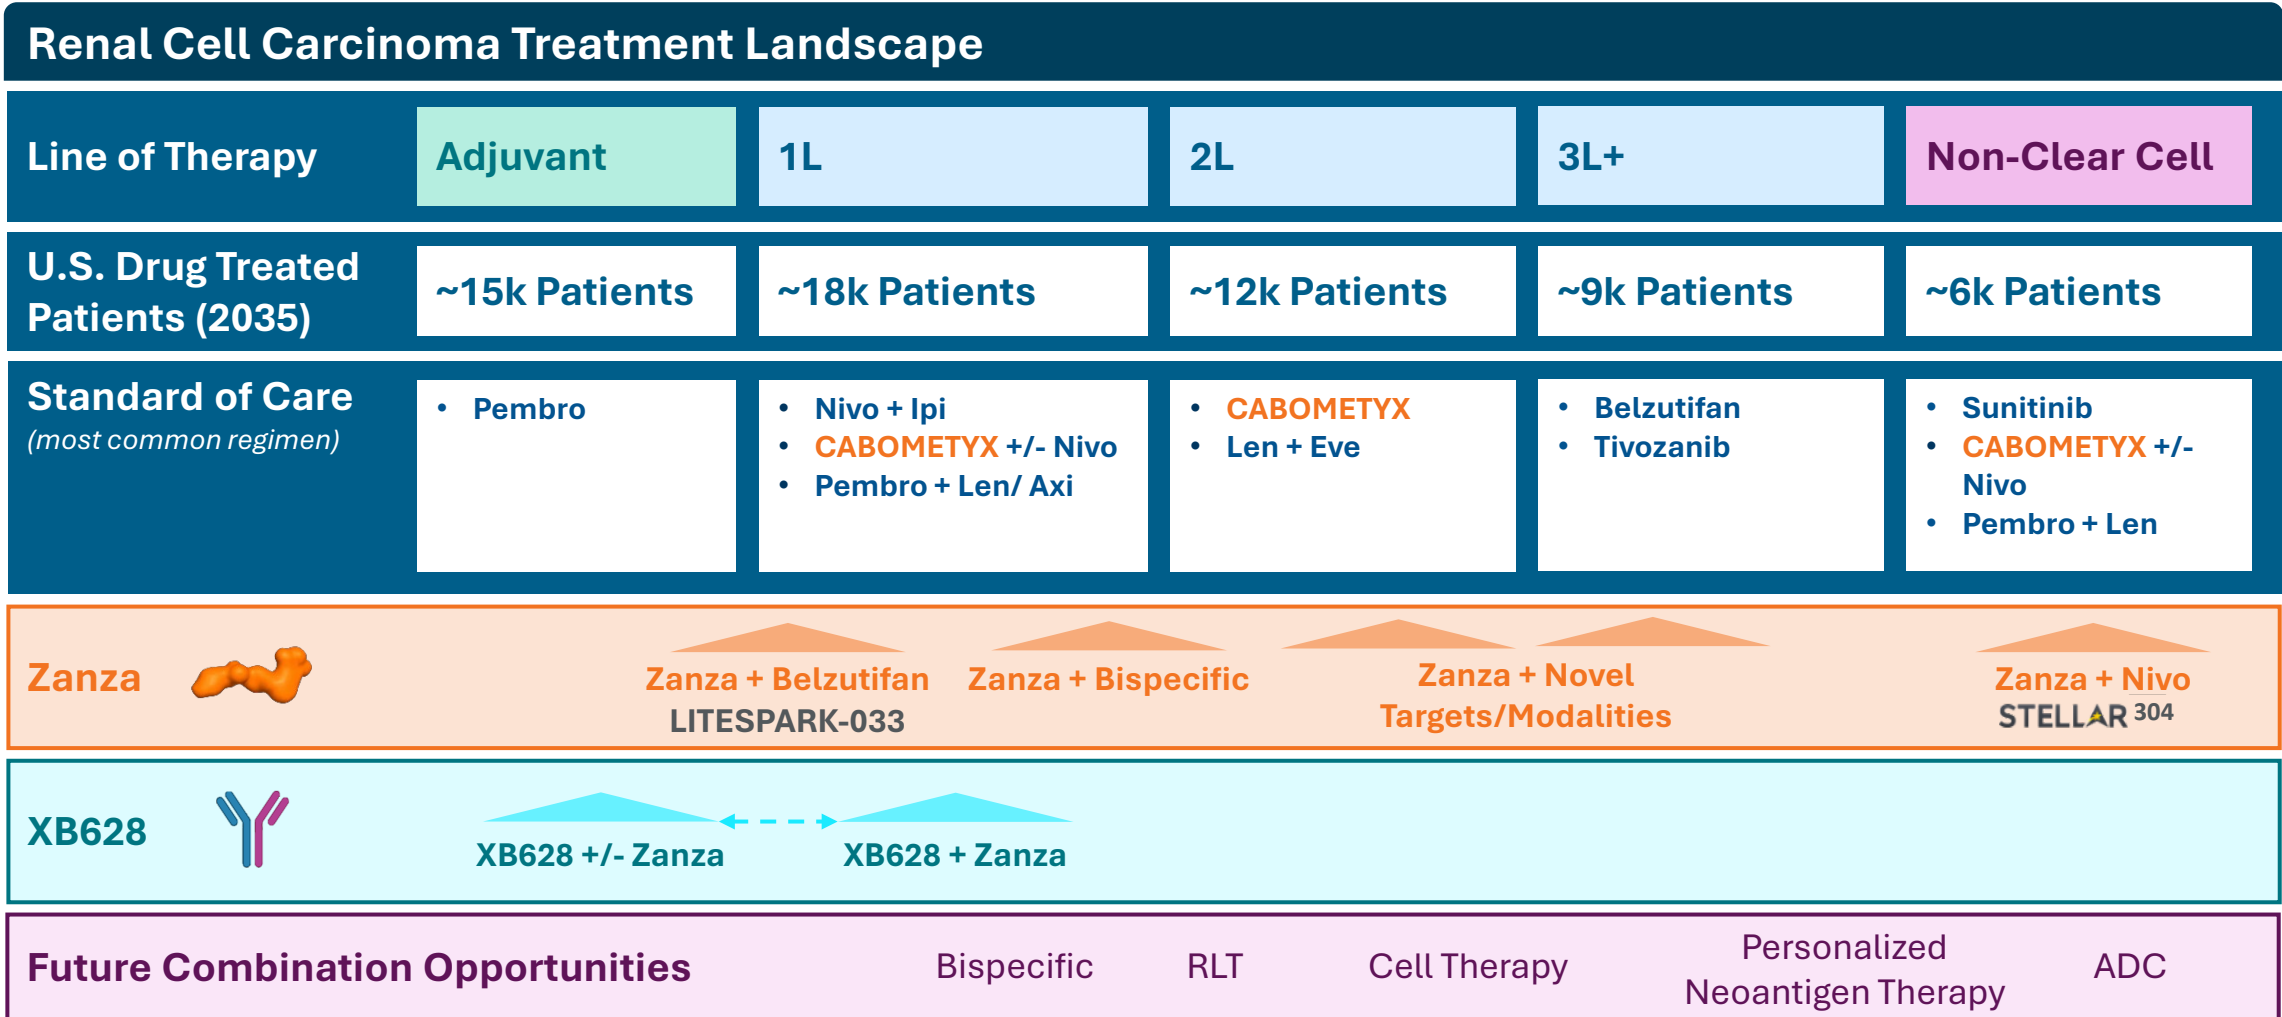 Renal Cell Carcinoma Treatment Landscape
Line of Therapy
Adjuvant
1L
2L
3L+
Non-Clear Cell
U.S. Drug Treated
Patients (2035)
~15k Patients
~18k Patients
~12k Patients
~9k Patients
~6k Patients
Standard of Care
(most common regimen)
• Pembro
• Nivo + Ipi
• CABOMETYX +/- Nivo
• Pembro + Len/ Axi
• CABOMETYX
• Len + Eve
• Belzutifan
• Tivozanib
• Sunitinib
• CABOMETYX +/-
Nivo
• Pembro + Len
Zanza
Zanza + Belzutifan
LITESPARK-033
Zanza + Bispecific
Zanza + Novel
Targets/Modalities
Zanza + Nivo
STELLAR 304
XB628
XB628 +/- Zanza
XB628 + Zanza
Future Combination Opportunities
Bispecific
RLT
Cell Therapy
Personalized
Neoantigen Therapy
ADC